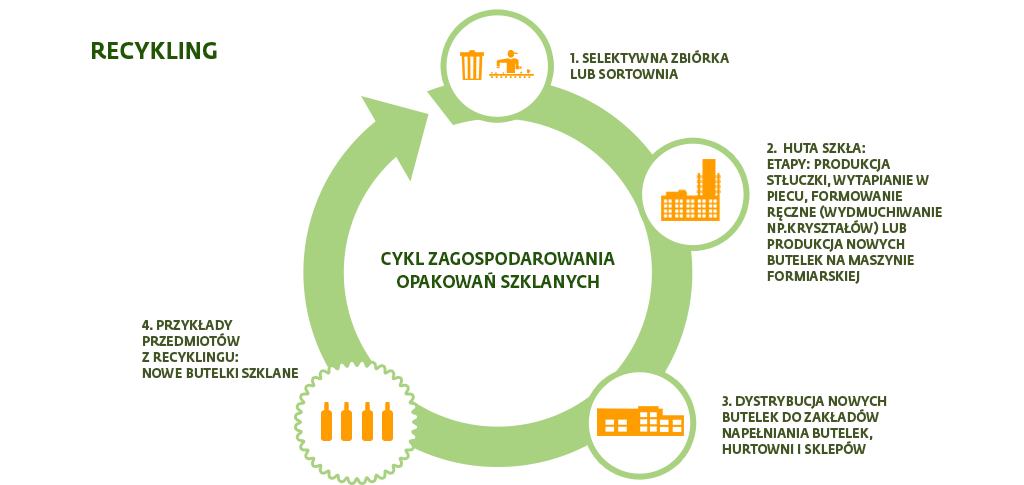 RECYKLING
1. SELEKTYWNA ZBIÓRKA
LUB SORTOWNIA
2. HUTA SZKŁA:
ETAPY: PRODUKCJA
STŁUCZKI, WYTAPIANIE W
PIECU, FORMOWANIE
RĘCZNE (WYDMUCHIWANIE
NP.KRYSZTAŁÓW) LUB
PRODUKCJA NOWYCH
BUTELEK NA MASZYNIE
FORMIARSKIEJ
CYKL ZAGOSPODAROWANIA
OPAKOWAŃ SZKLANYCH
3. DYSTRYBUCJA NOWYCH
BUTELEK DO ZAKŁADÓW
NAPEŁNIANIA BUTELEK,
HURTOWNI I SKLEPÓW
4. PRZYKŁADY
PRZEDMIOTÓW
Z RECYKLINGU:
NOWE BUTELKI SZKLANE